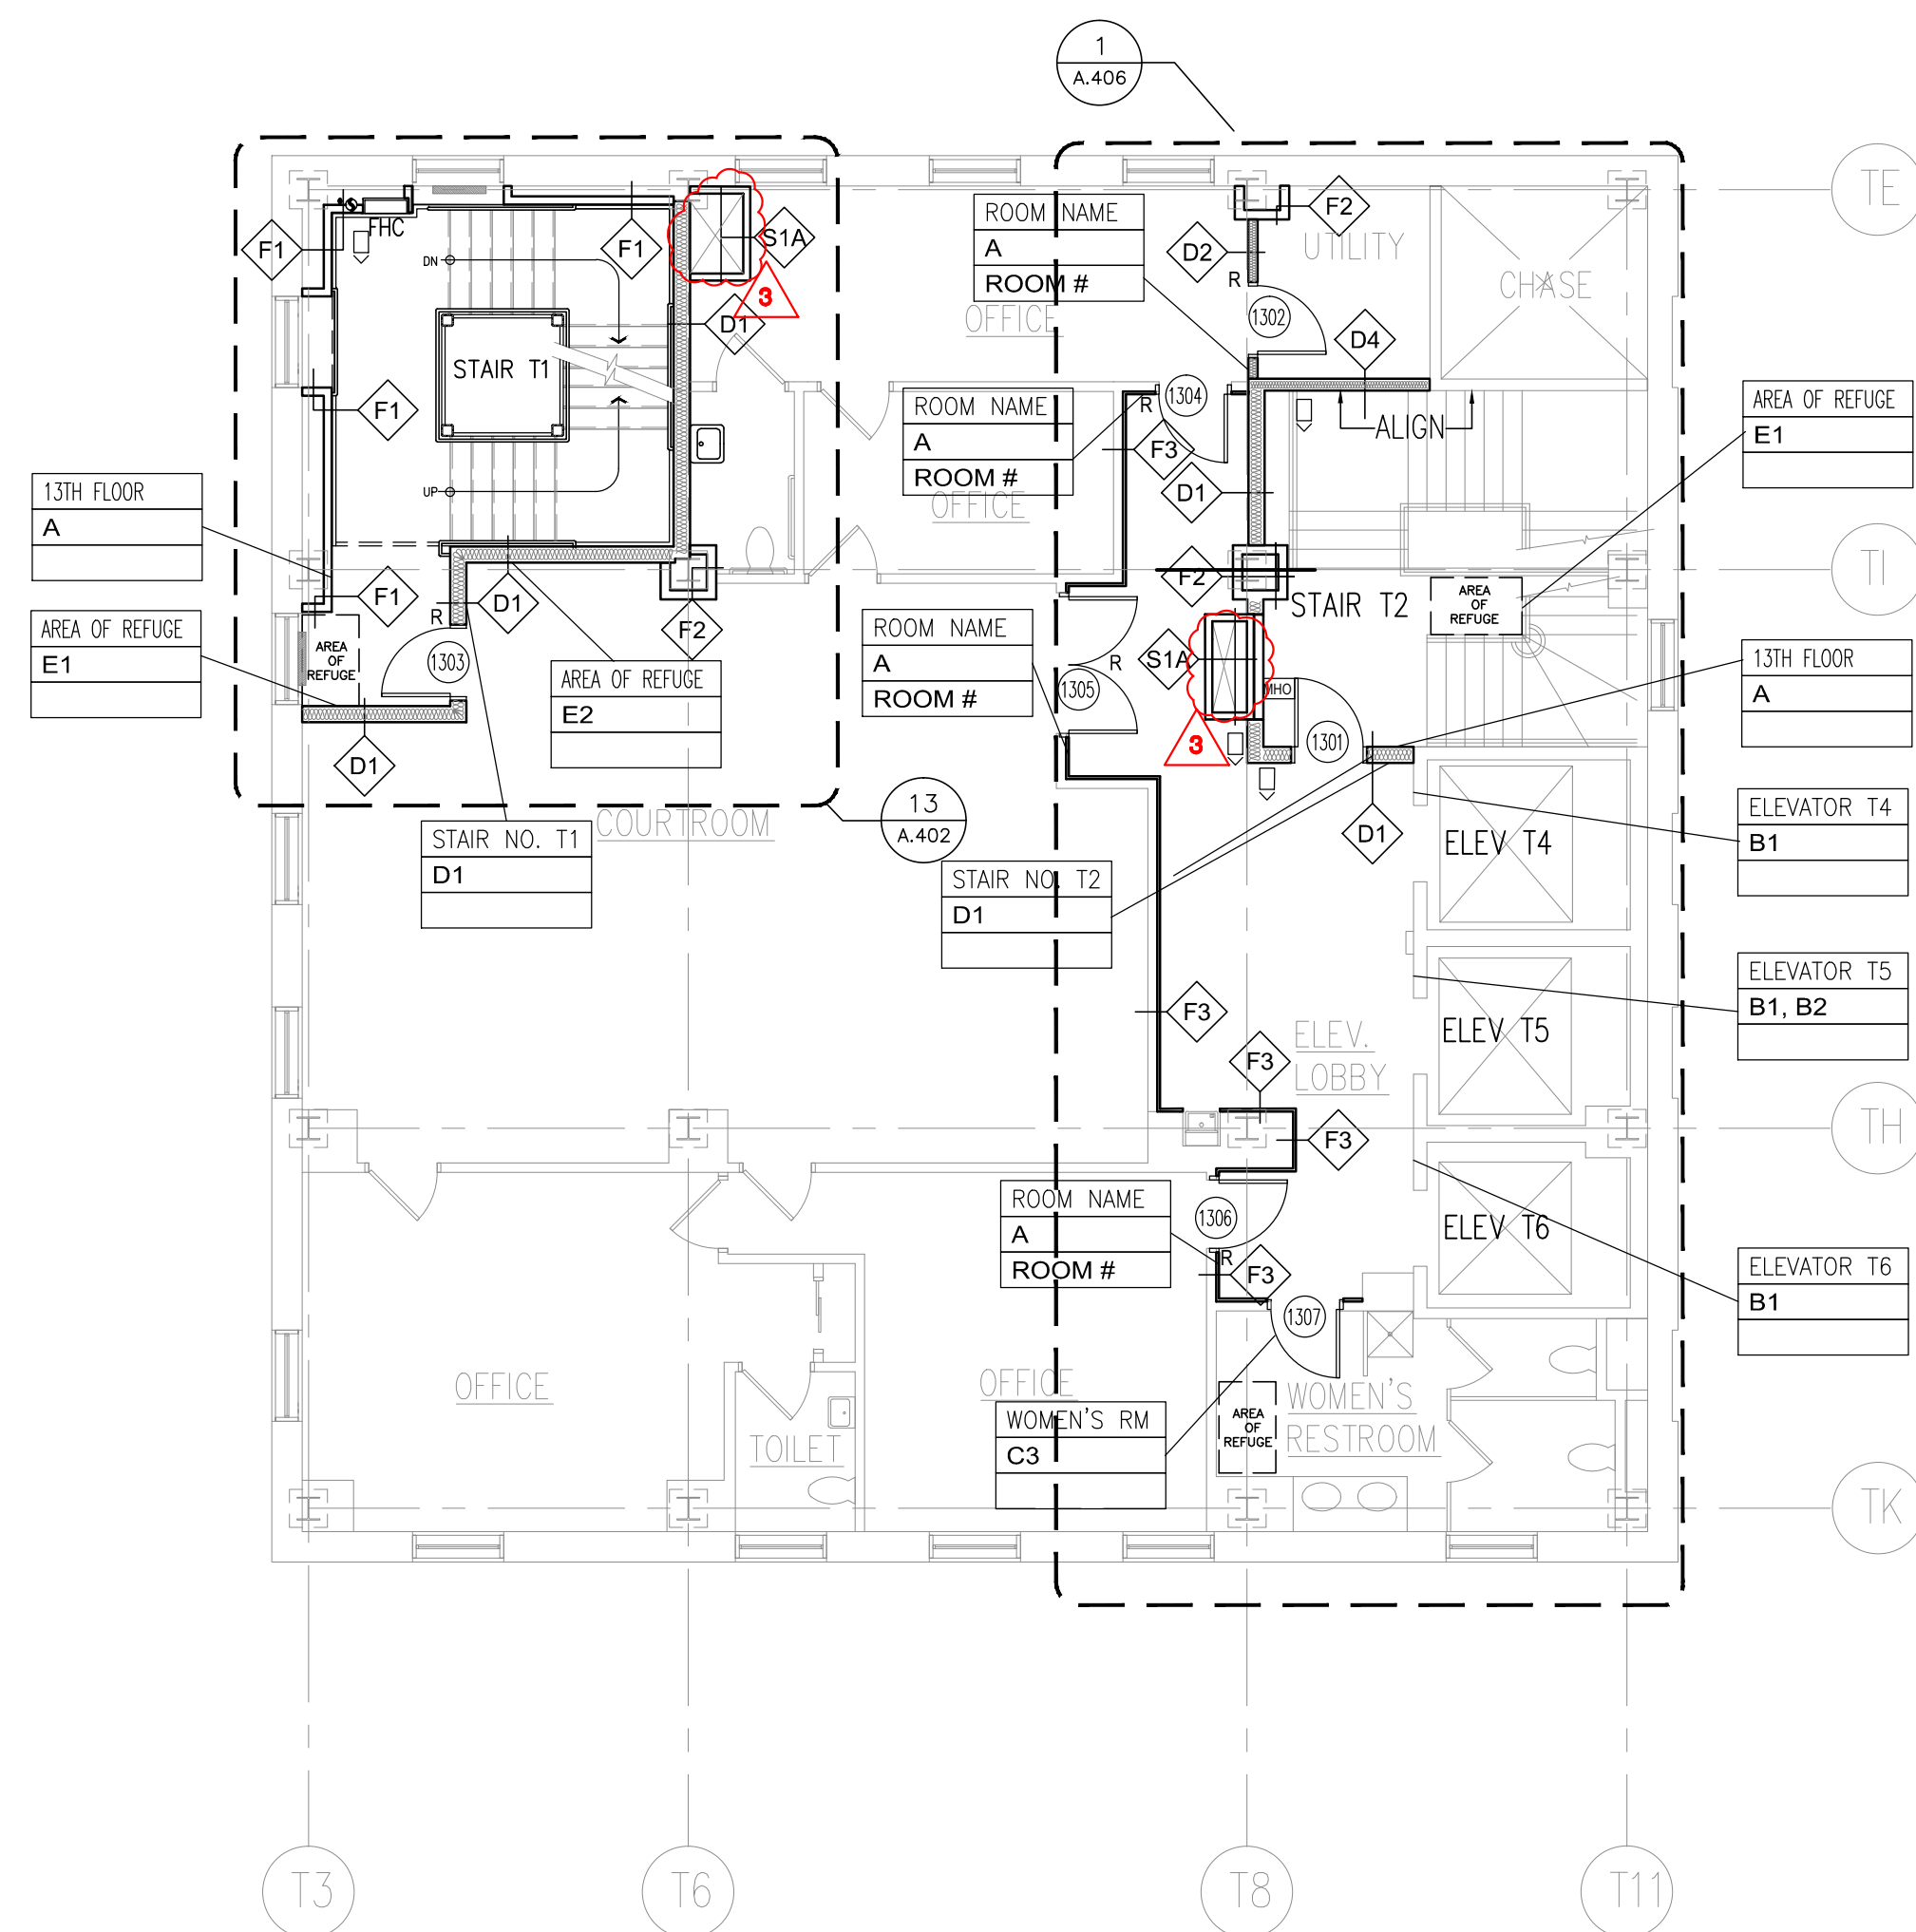 1
A.406
TE
ROOM NAME
A
ROOM #
F2
F1
FHC
F1
S1A
D2
UTILITY
R
DN
CHASE
3
D1
OFFICE
1302
D4
STAIR T1
ROOM NAME
A
ROOM #
R
1304
ALIGN
AREA OF REFUGE
E1
F1
F3
13TH FLOOR
A
UP
OFFICE
D1
TI
F1
R
D1
F2
F2
STAIR T2
AREA
OF
REFUGE
AREA OF REFUGE
E1
AREA
OF
REFUGE
1303
AREA OF REFUGE
E2
ROOM NAME
A
ROOM #
R
1305
S1A
MHO
13TH FLOOR
A
3
1301
D1
13
A.402
COURTROOM
STAIR NO. T1
D1
D1
ELEV T4
ELEVATOR T4
B1
STAIR NO. T2
D1
F3
ELEV.
LOBBY
F3
ELEV T5
ELEVATOR T5
B1, B2
TH
F3
ROOM NAME
A
ROOM #
1306
R
F3
ELEV T6
ELEVATOR T6
B1
1307
OFFICE
OFFICE
TOILET
WOMEN'S RM
C3
AREA
OF
REFUGE
WOMEN'S
RESTROOM
TK
T3
T6
T8
T11